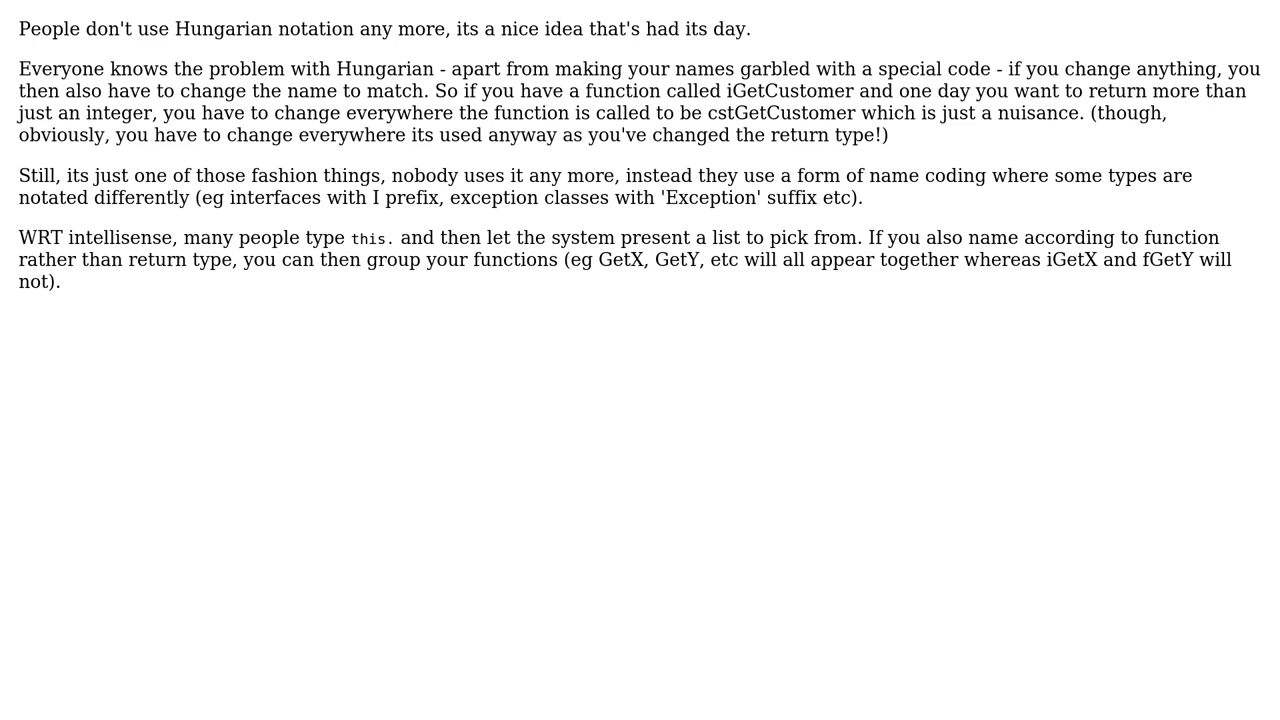 People don't use Hungarian notation any more, its a nice idea that's had its day.
Everyone knows the problem with Hungarian - apart from making your names garbled with a special code - if you change anything, you
then also have to change the name to match. So if you have a function called iGetCustomer and one day you want to return more than
just an integer, you have to change everywhere the function is called to be cstGetCustomer which is just a nuisance. (though,
obviously, you have to change everywhere its used anyway as you've changed the return type!)
Still, its just one of those fashion things, nobody uses it any more, instead they use a form of name coding where some types are
notated differently (eg interfaces with I prefix, exception classes with 'Exception' suffix etc).
WRT intellisense, many people type this. and then let the system present a list to pick from. If you also name according to function
rather than return type, you can then group your functions (eg GetX, GetY, etc will all appear together whereas iGetX and fGetY will
not).